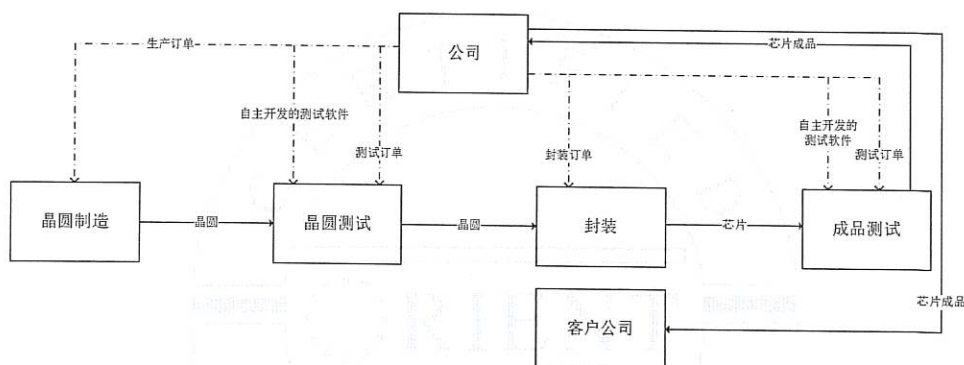 公司
生产订单
芯片成品
自主开发的测试软件
测试订单
封装订单
自主开发的
测试软件
测试订单
晶圆制造
晶圆
晶圆测试
晶圆
封装
芯片
成品测试
芯片成品
客户公司
ORIENT